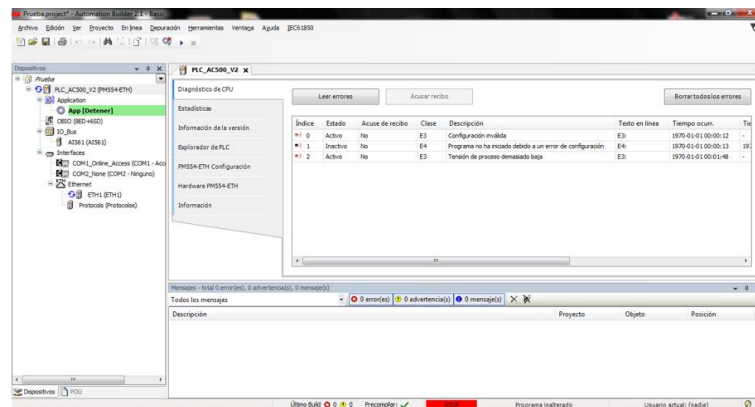 Prueba.project* - Automation Builder 2.1 - Basic
Archivo Edición Ver Proyecto En línea Depuración Herramientas Ventana Ayuda IEC61850
Dispositivos
Prueba
PLC_AC500_V2 (PM554-ETH)
Application
App [Detener]
OBIO (8ED+6SD)
IO_Bus
AI561 (AI561)
Interfaces
COM1_Online_Access (COM1 - Acc
COM2_None (COM2 - Ninguno)
Ethernet
ETH1 (ETH1)
Protocols (Protocolos)
Dispositivos POU
PLC_AC500_V2 x
Diagnóstico de CPU
Estadísticas
Información de la versión
Explorador de PLC
PM554-ETH Configuración
Hardware PM554-ETH
Información
Leer errores Acusar recibo Borrar todos los errores
Índice Estado Acuse de recibo Clase Descripción Texto en línea Tiempo ocurr. Tie
0 Activo No E3 Configuración inválida E3: 1970-01-01 00:00:12 -
1 Inactivo No E4 Programa no ha iniciado debido a un error de configuración E4: 1970-01-01 00:00:13 197
2 Activo No E3 Tensión de proceso demasiado baja E3: 1970-01-01 00:01:48 -
Mensajes - total 0 error(es), 0 advertencia(s), 0 mensaje(s)
Todos los mensajes 0 error(es) 0 advertencia(s) 0 mensaje(s)
Descripción Proyecto Objeto Posición
Último Build 0 0 Precompilar: Programa inalterado Usuario actual: (nadie)